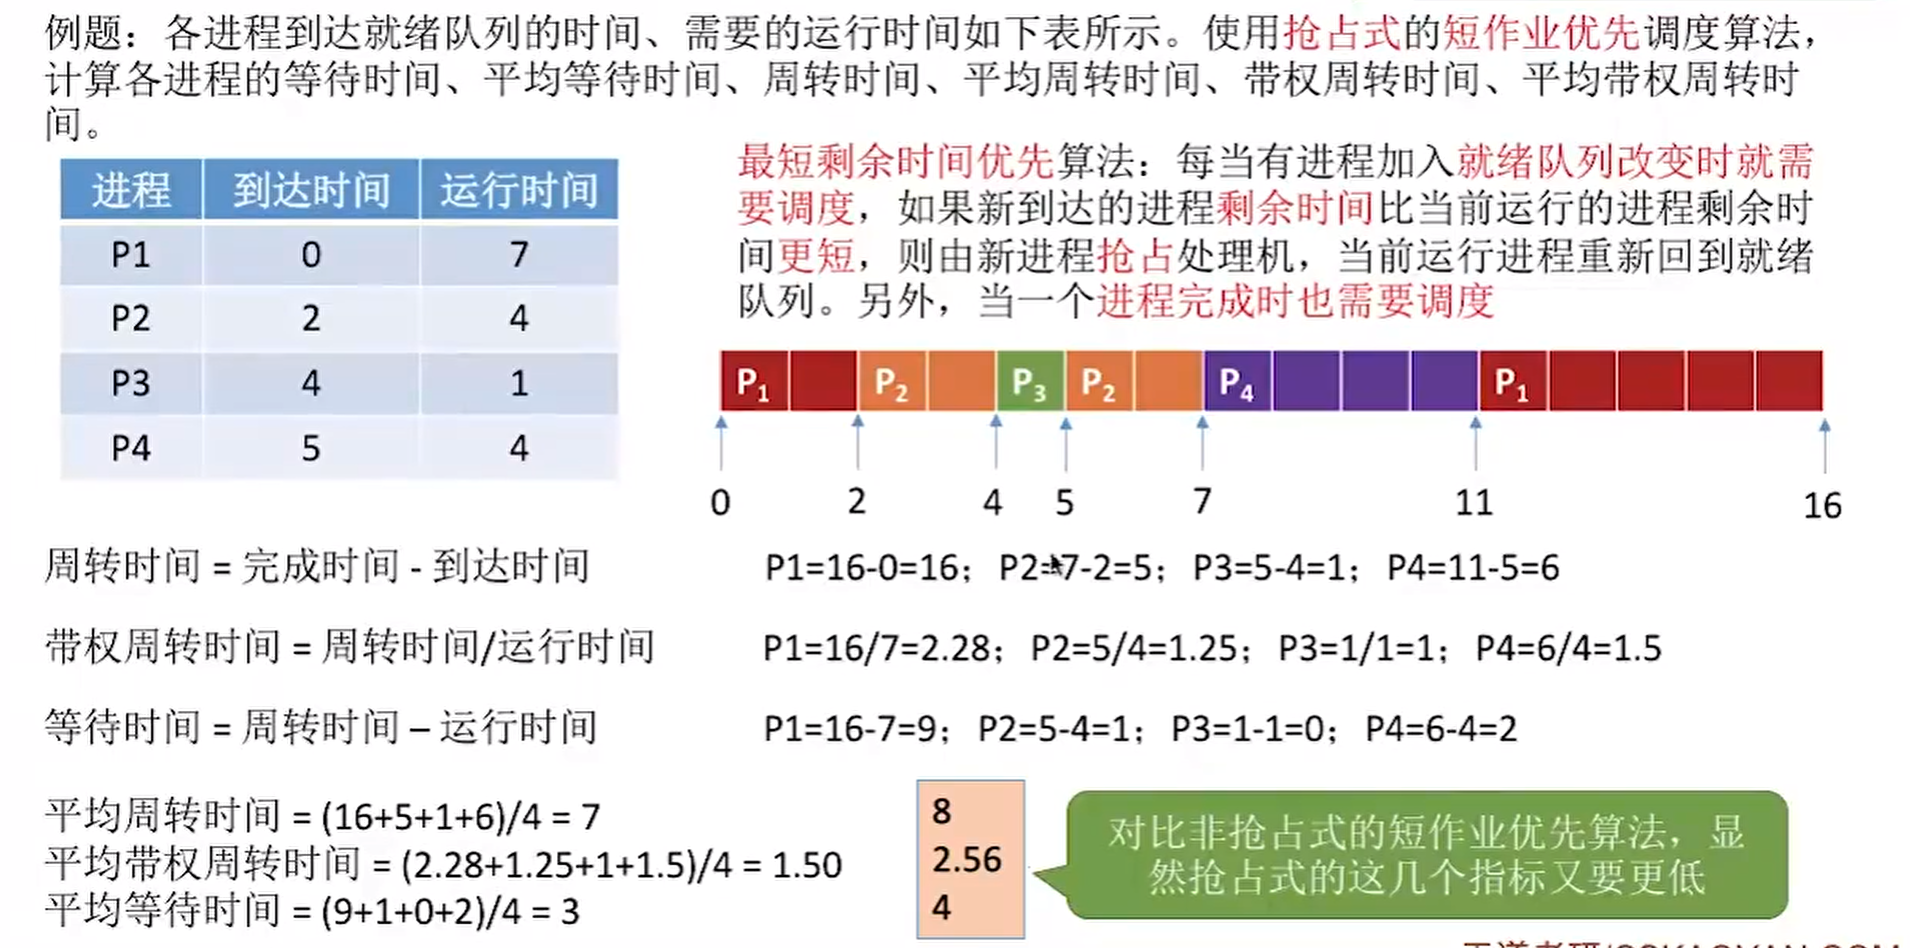 例题：各进程到达就绪队列的时间、需要的运行时间如下表所示。使用抢占式的短作业优先调度算法，
计算各进程的等待时间、平均等待时间、周转时间、平均周转时间、带权周转时间、平均带权周转时
间。
进程 到达时间 运行时间
P1 0 7
P2 2 4
P3 4 1
P4 5 4
最短剩余时间优先算法：每当有进程加入就绪队列改变时就需
要调度，如果新到达的进程剩余时间比当前运行的进程剩余时
间更短，则由新进程抢占处理机，当前运行进程重新回到就绪
队列。另外，当一个进程完成时也需要调度
P1 P2 P3 P2 P4 P1
0 2 4 5 7 11 16
周转时间 = 完成时间 - 到达时间 P1=16-0=16；P2=7-2=5；P3=5-4=1；P4=11-5=6
带权周转时间 = 周转时间/运行时间 P1=16/7=2.28；P2=5/4=1.25；P3=1/1=1；P4=6/4=1.5
等待时间 = 周转时间 – 运行时间 P1=16-7=9；P2=5-4=1；P3=1-1=0；P4=6-4=2
平均周转时间 = (16+5+1+6)/4 = 7
平均带权周转时间 = (2.28+1.25+1+1.5)/4 = 1.50
平均等待时间 = (9+1+0+2)/4 = 3
8
2.56
4
对比非抢占式的短作业优先算法，显
然抢占式的这几个指标又要更低